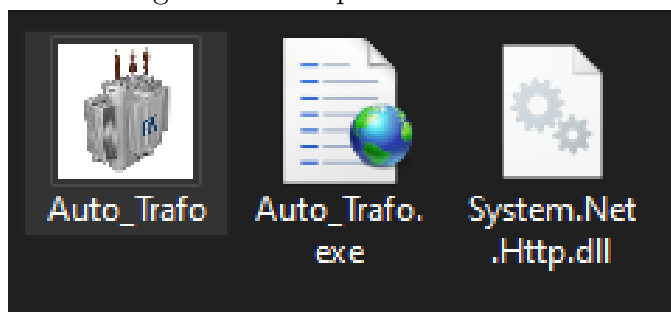 Auto_Trafo
Auto_Trafo.
exe
System.Net
.Http.dll